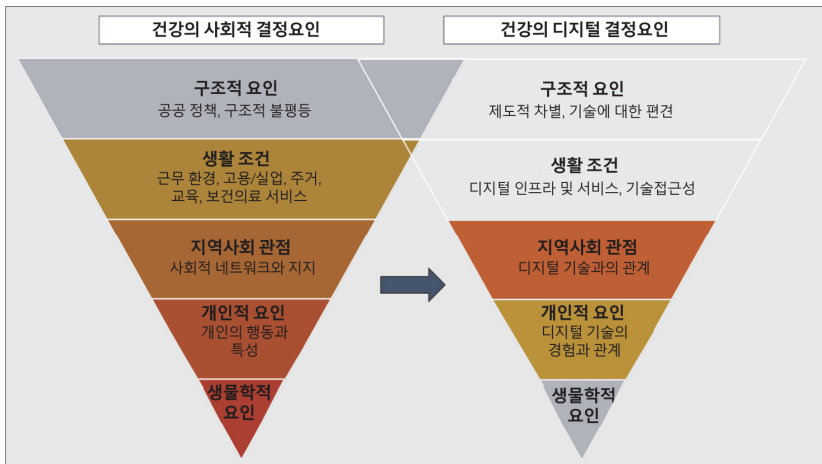 건강의 사회적 결정요인
구조적 요인
공공 정책, 구조적 불평등
생활 조건
근무 환경, 고용/실업, 주거,
교육, 보건의료 서비스
지역사회 관점
사회적 네트워크와 지지
개인적 요인
개인의 행동과
특성
생물학적
요인
건강의 디지털 결정요인
구조적 요인
제도적 차별, 기술에 대한 편견
생활 조건
디지털 인프라 및 서비스, 기술접근성
지역사회 관점
디지털 기술과의 관계
개인적 요인
디지털 기술의
경험과 관계
생물학적
요인